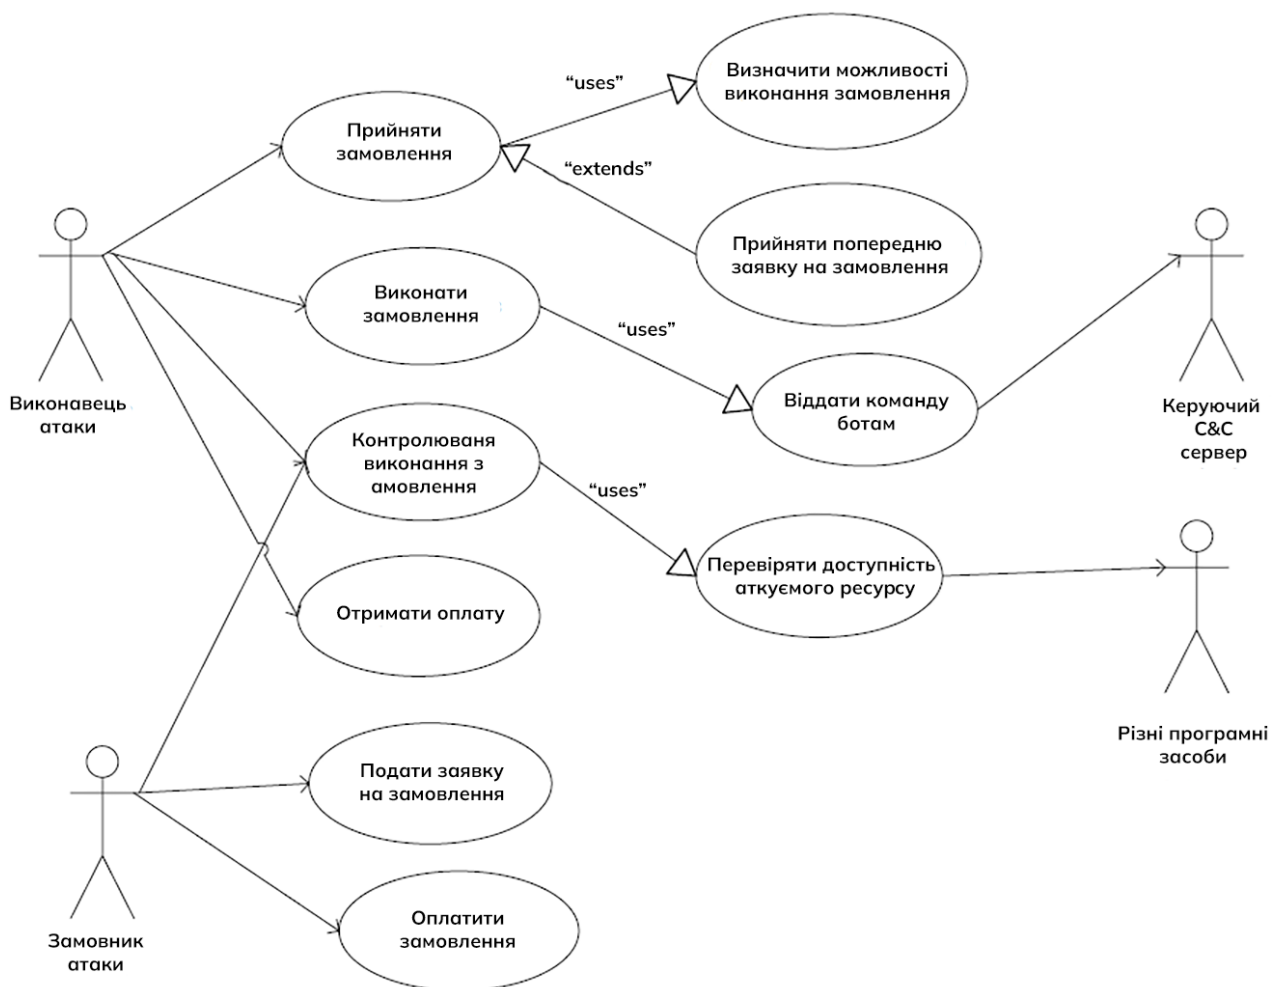 Визначити можливості
виконання замовлення
“uses”
Прийняти
замовлення
“extends”
Прийняти попередню
заявку на замовлення
Виконати
замовлення
“uses”
Віддати команду
ботам
Виконавець
атаки
Керуючий
C&C
сервер
Контролюваня
виконання з
амовлення
“uses”
Перевіряти доступність
аткуємого ресурсу
Отримати оплату
Різні програмні
засоби
Подати заявку
на замовлення
Оплатити
замовлення
Замовник
атаки